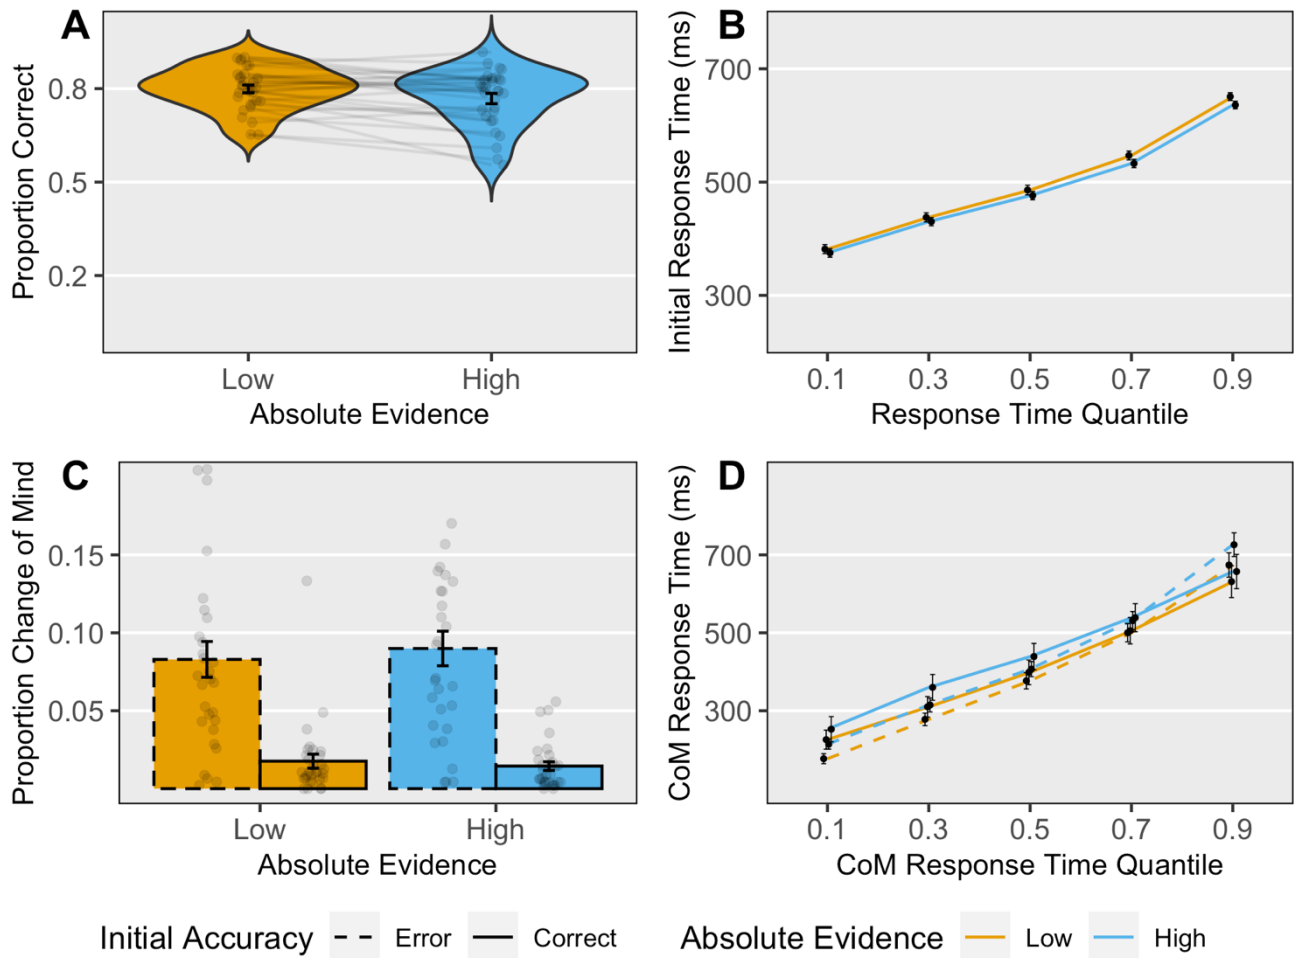 A
Proportion Correct
0.8
0.5
0.2
Low
High
Absolute Evidence
B
Initial Response Time (ms)
700
500
300
0.1
0.3
0.5
0.7
0.9
Response Time Quantile
C
Proportion Change of Mind
0.15
0.10
0.05
Low
High
Absolute Evidence
D
CoM Response Time (ms)
700
500
300
0.1
0.3
0.5
0.7
0.9
CoM Response Time Quantile
Initial Accuracy
Error
Correct
Absolute Evidence
Low
High